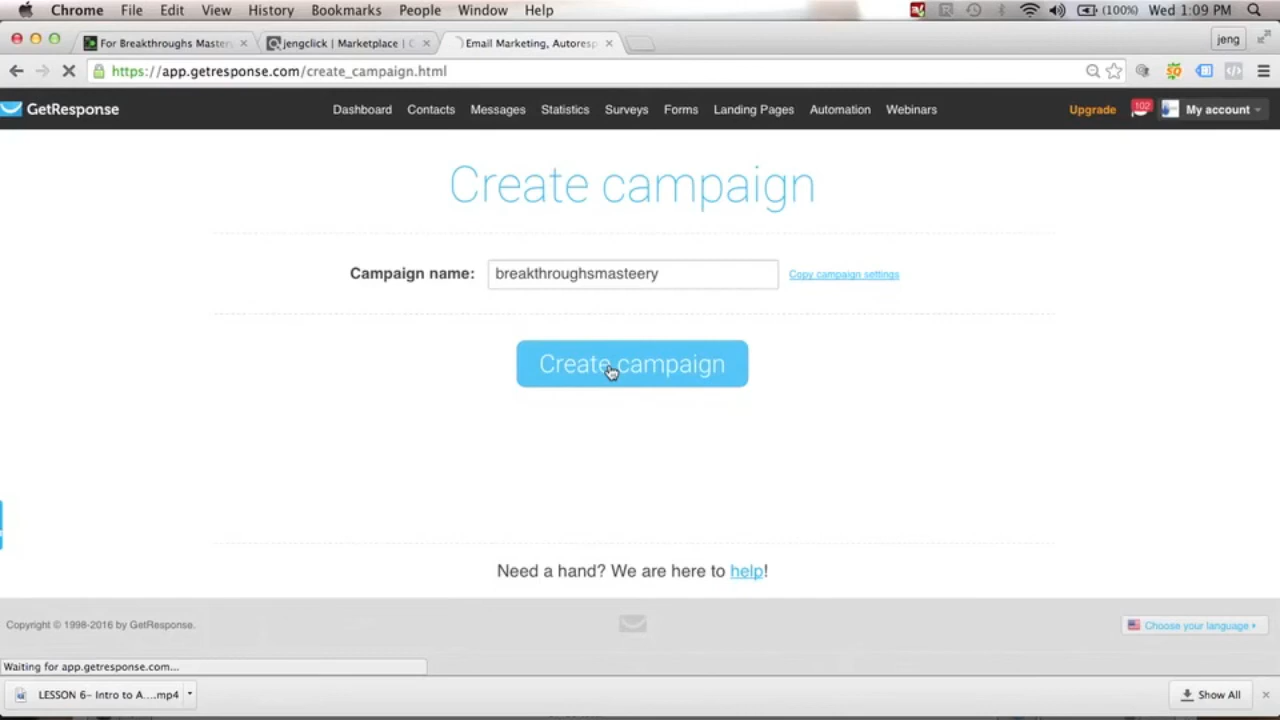 Chrome File Edit View History Bookmarks People Window Help (100%) Wed 1:09 PM
For Breakthroughs Master jengclick | Marketplace | C Email Marketing, Autoresp jeng
https://app.getresponse.com/create_campaign.html
GetResponse Dashboard Contacts Messages Statistics Surveys Forms Landing Pages Automation Webinars Upgrade 102 My account
Create campaign
Campaign name: breakthroughsmasteery Copy campaign settings
Create campaign
Need a hand? We are here to help!
Copyright © 1998-2016 by GetResponse. Choose your language
Waiting for app.getresponse.com...
LESSON 6- Intro to A....mp4 Show All